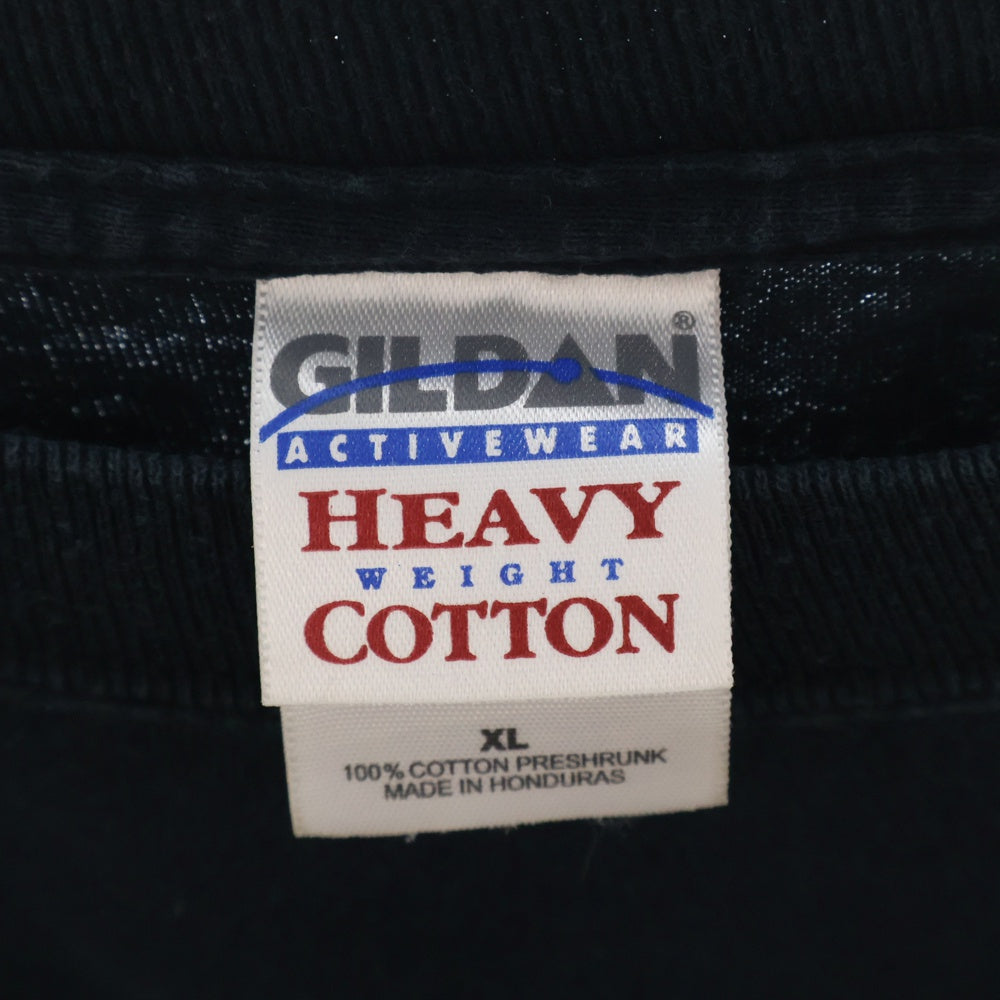 GILDAN®
ACTIVEWEAR
HEAVY
WEIGHT
COTTON
XL
100% COTTON PRESHRUNK
MADE IN HONDURAS